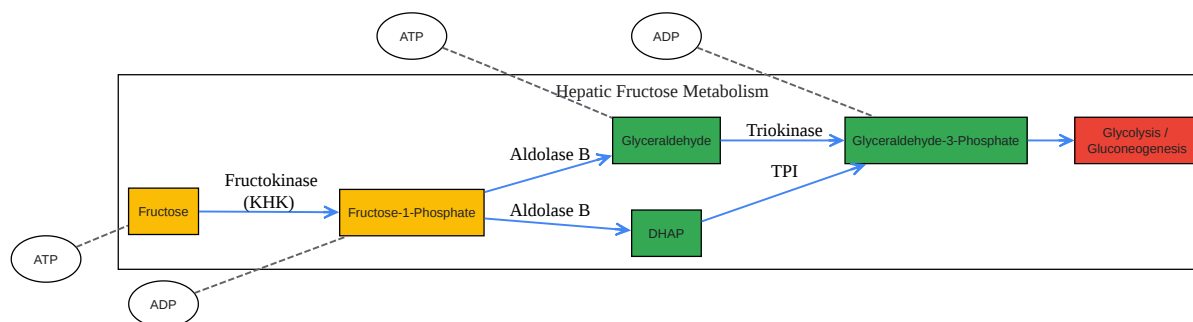 ATP
ADP
Hepatic Fructose Metabolism
Glyceraldehyde
Triokinase
Glyceraldehyde-3-Phosphate
Glycolysis /
Gluconeogenesis
Aldolase B
TPI
Fructokinase
(KHK)
Fructose
Fructose-1-Phosphate
Aldolase B
DHAP
ATP
ADP